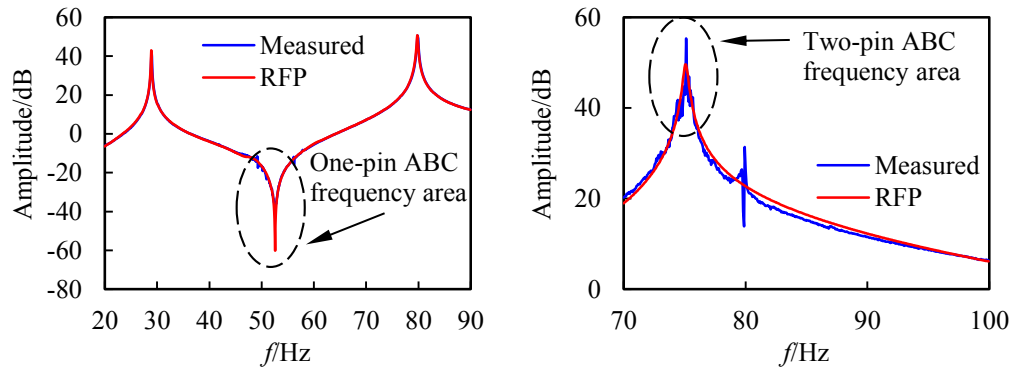 60
40
20
0
-20
-40
-60
-80
Amplitude/dB
Measured
RFP
One-pin ABC
frequency area
20 30 40 50 60 70 80 90
f/Hz
60
40
20
0
Amplitude/dB
Two-pin ABC
frequency area
Measured
RFP
70 80 90 100
f/Hz